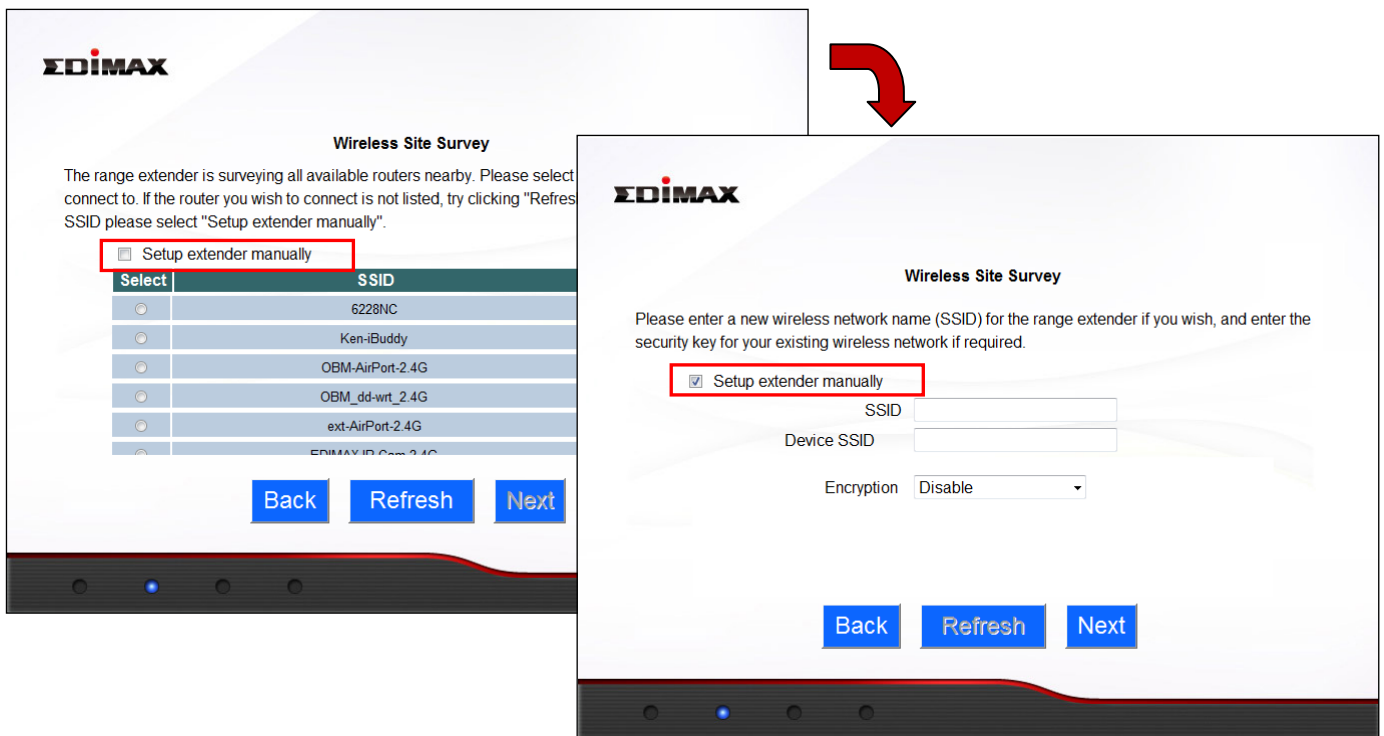 EDIMAX
Wireless Site Survey
The range extender is surveying all available routers nearby. Please select
connect to. If the router you wish to connect is not listed, try clicking "Refres
SSID please select "Setup extender manually".
Setup extender manually
Select SSID
6228NC
Ken-iBuddy
OBM-AirPort-2.4G
OBM_dd-wrt_2.4G
ext-AirPort-2.4G
EDIMAX IP Cam 2.4G
Back Refresh Next
EDIMAX
Wireless Site Survey
Please enter a new wireless network name (SSID) for the range extender if you wish, and enter the
security key for your existing wireless network if required.
Setup extender manually
SSID
Device SSID
Encryption Disable
Back Refresh Next